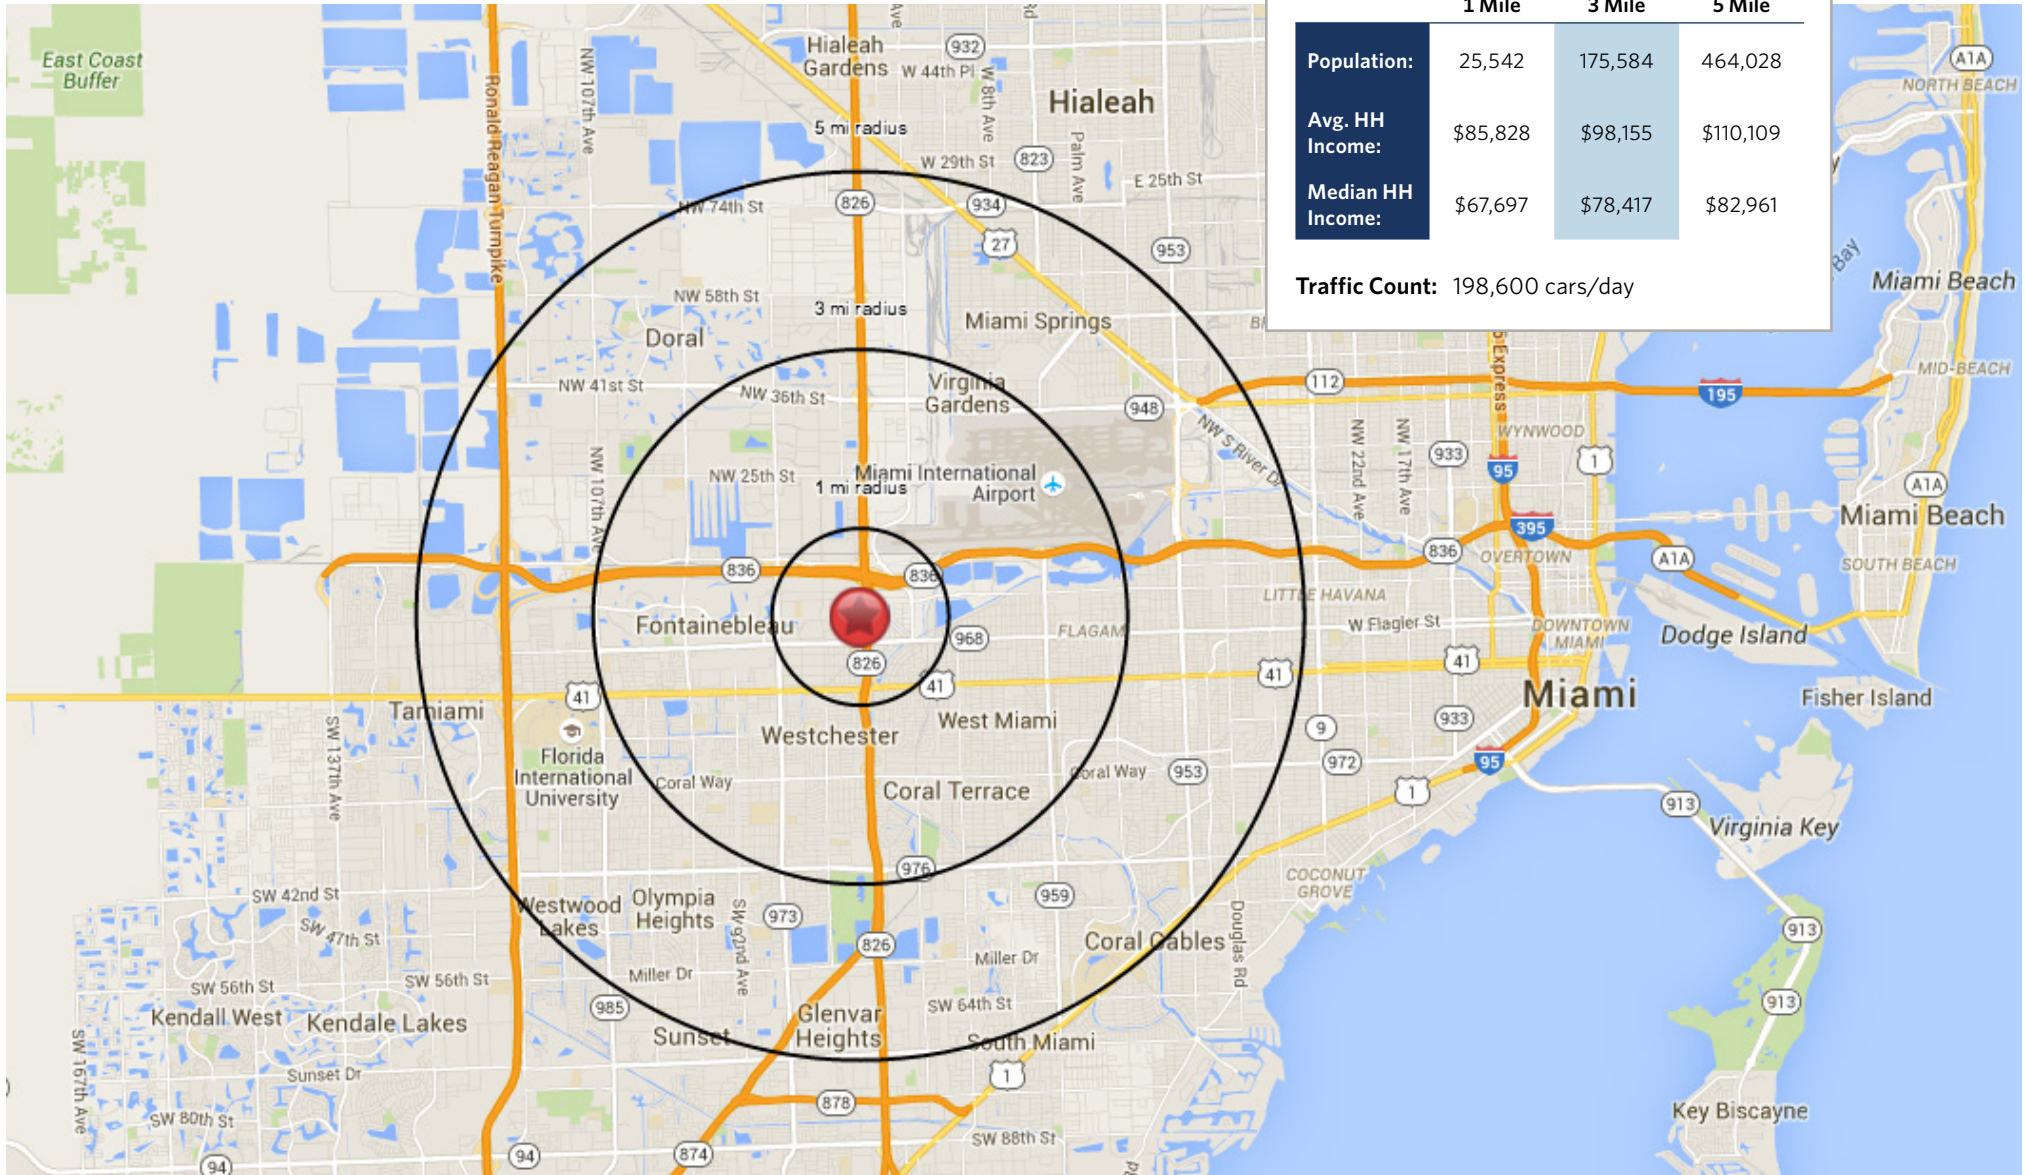 1 Mile 3 Mile 5 Mile
Population: 25,542 175,584 464,028
Avg. HH
Income: $85,828 $98,155 $110,109
Median HH
Income: $67,697 $78,417 $82,961
Traffic Count: 198,600 cars/day
East Coast
Buffer
Ronald Reagan Turnpike
NW 107th Ave
Hialeah
Gardens
Ave
932
W 44th Pl
W 8th Ave
Rd
Hialeah
5 mi radius
W 29th St
823
Palm Ave
E 25th St
A1A
NORTH BEACH
NW 74th St
826
934
27
953
Bay
Miami Beach
NW 58th St
3 mi radius
Doral
Miami Springs
Express
MID-BEACH
NW 41st St
NW 36th St
Virginia
Gardens
948
112
195
NW S River Dr
NW 22nd Ave
NW 17th Ave
933
WYNWOOD
95
1
NW 107th Ave
NW 25th St
Miami International
Airport
1 mi radius
A1A
Miami Beach
395
836
836
836
OVERTOWN
A1A
SOUTH BEACH
LITTLE HAVANA
Fontainebleau
968
FLAGAMI
W Flagler St
DOWNTOWN
MIAMI
Dodge Island
826
41
41
41
41
Miami
Fisher Island
Tamiami
SW 137th Ave
Florida
International
University
Westchester
West Miami
9
933
972
95
Coral Way
Coral Way
953
Coral Terrace
1
913
Virginia Key
976
COCONUT
GROVE
SW 42nd St
SW 47th St
Westwood
Lakes
Olympia
Heights
SW 92nd Ave
973
959
Douglas Rd
826
Coral Gables
913
SW 56th St
SW 56th St
Miller Dr
Miller Dr
985
SW 64th St
913
Kendall West
Kendale Lakes
Sunset
Glenvar
Heights
South Miami
SW 167th Ave
Sunset Dr
1
SW 80th St
878
Key Biscayne
SW 88th St
94
94
874